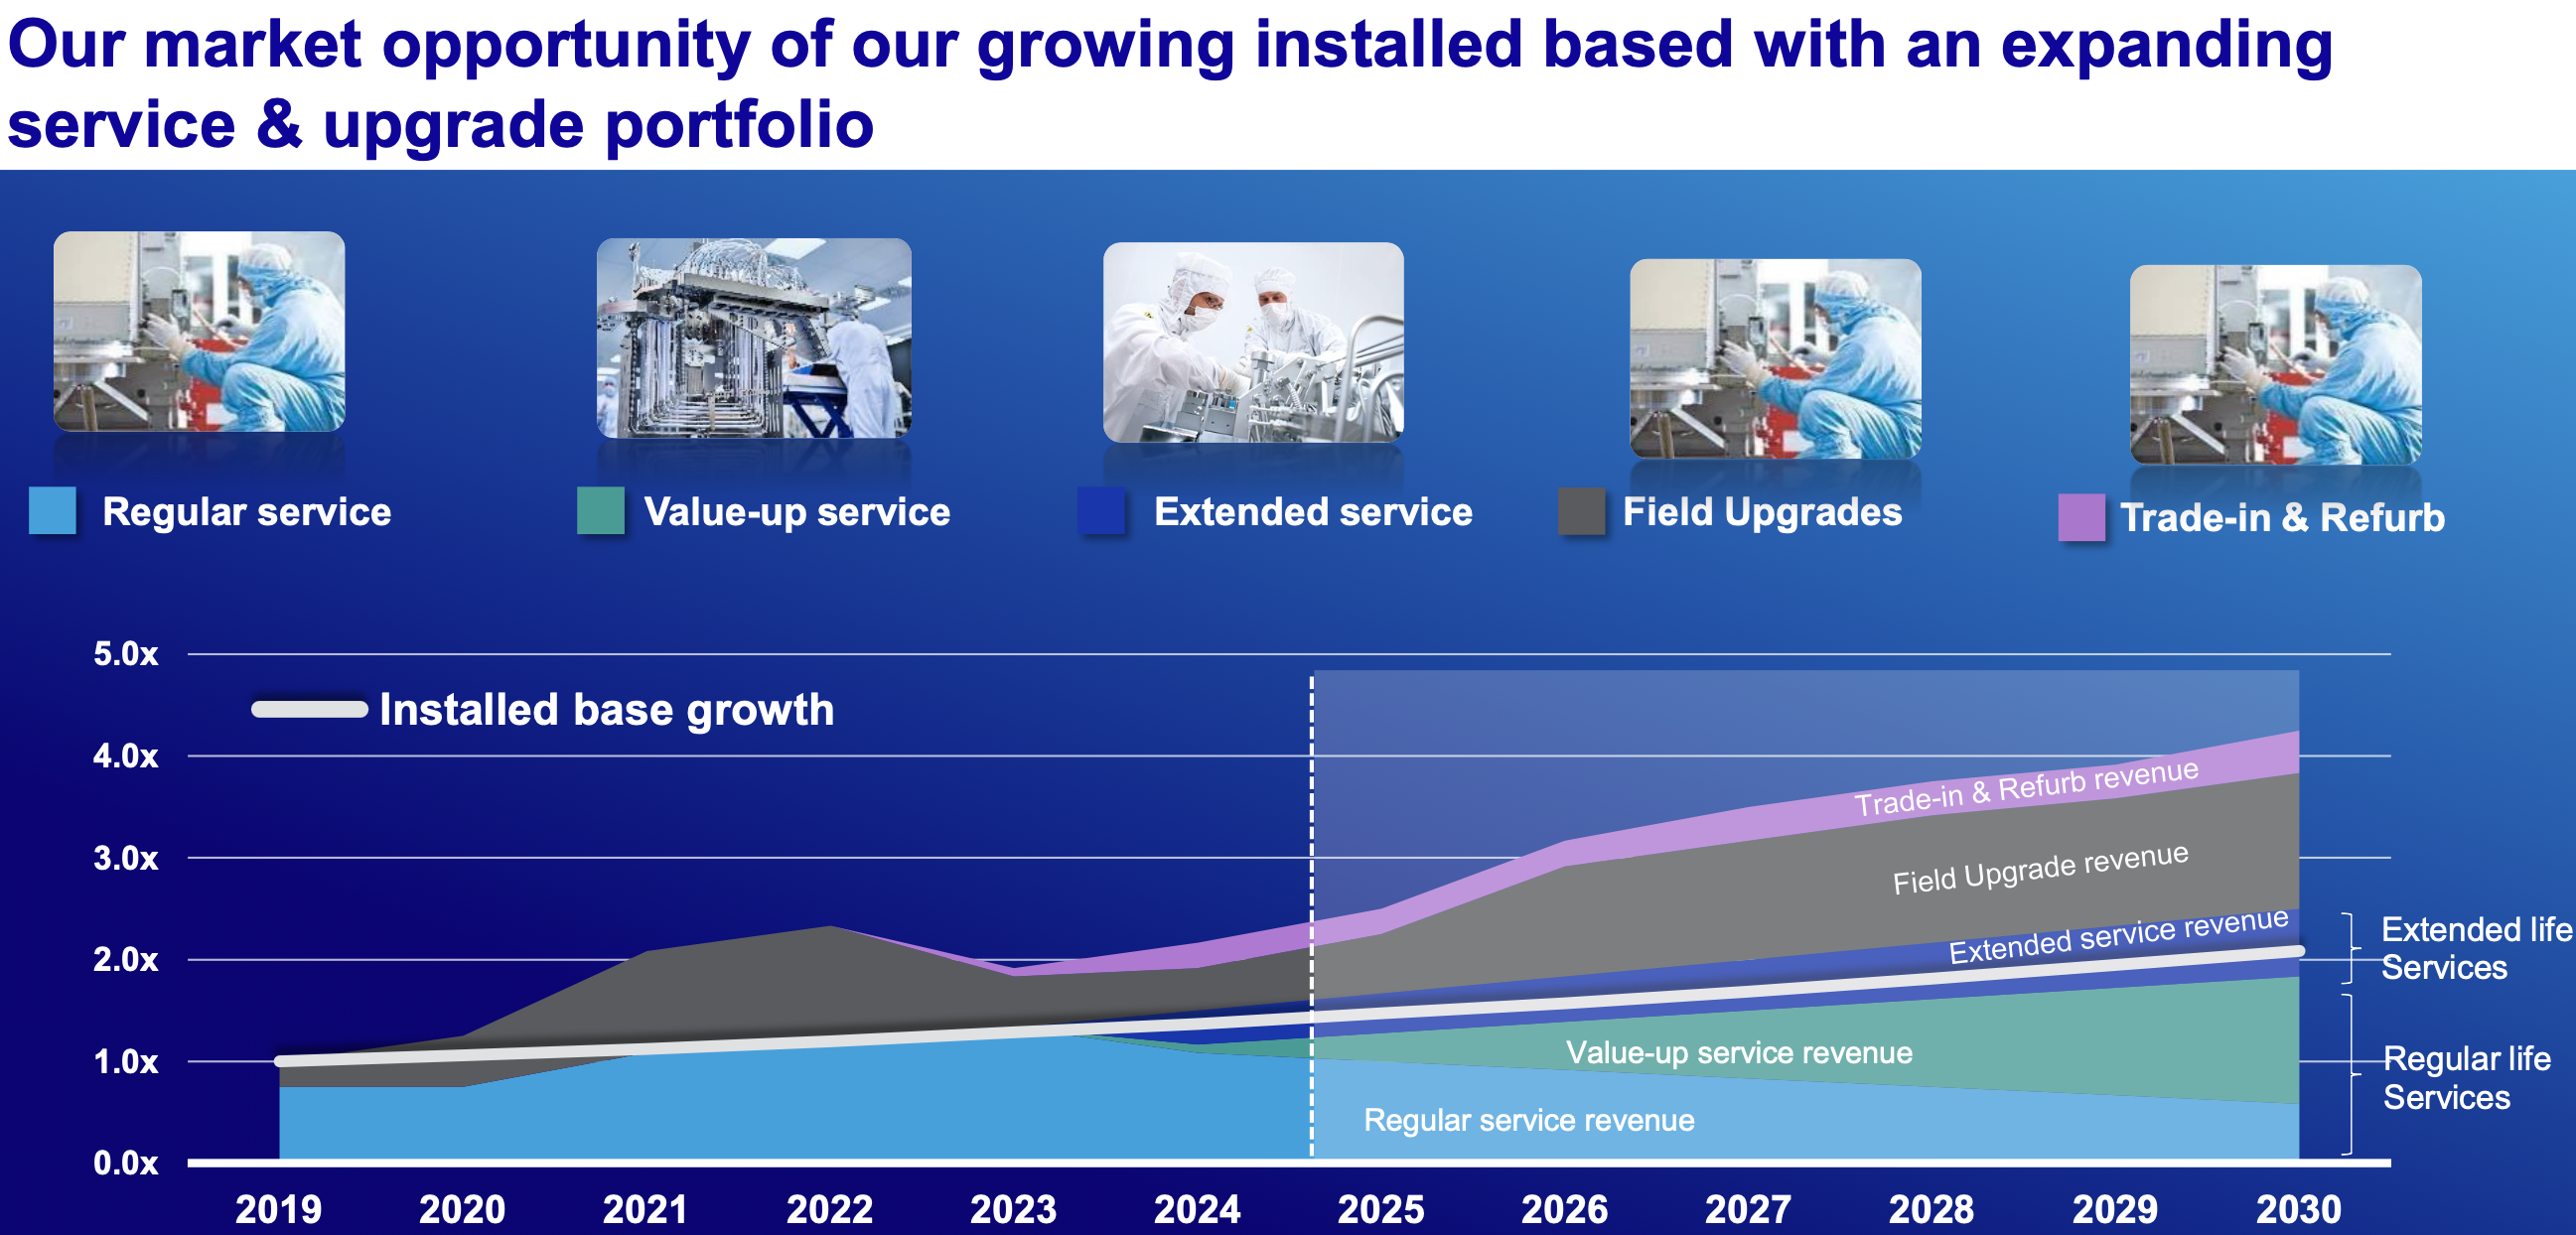 Our market opportunity of our growing installed based with an expanding
service & upgrade portfolio
Regular service
Value-up service
Extended service
Field Upgrades
Trade-in & Refurb
5.0x
4.0x
3.0x
2.0x
1.0x
0.0x
Installed base growth
Trade-in & Refurb revenue
Field Upgrade revenue
Extended service revenue
Value-up service revenue
Regular service revenue
Extended life
Services
Regular life
Services
2019 2020 2021 2022 2023 2024 2025 2026 2027 2028 2029 2030